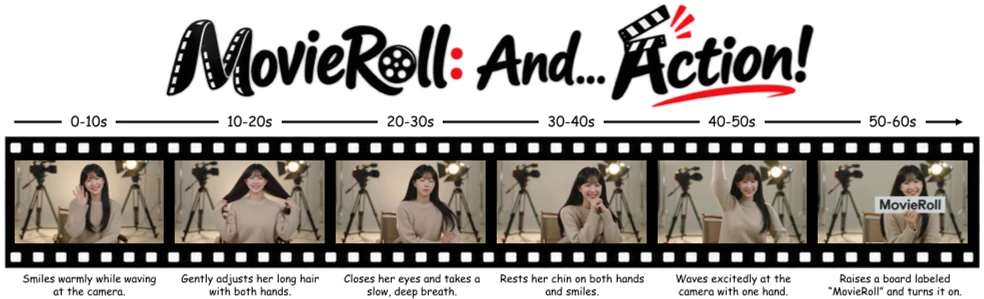 MovieRoll: And... Action!
0-10s 10-20s 20-30s 30-40s 40-50s 50-60s
MovieRoll
Smiles warmly while waving
at the camera.
Gently adjusts her long hair
with both hands.
Closes her eyes and takes a
slow, deep breath.
Rests her chin on both hands
and smiles.
Waves excitedly at the
camera with one hand.
Raises a board labeled
“MovieRoll” and turns it on.